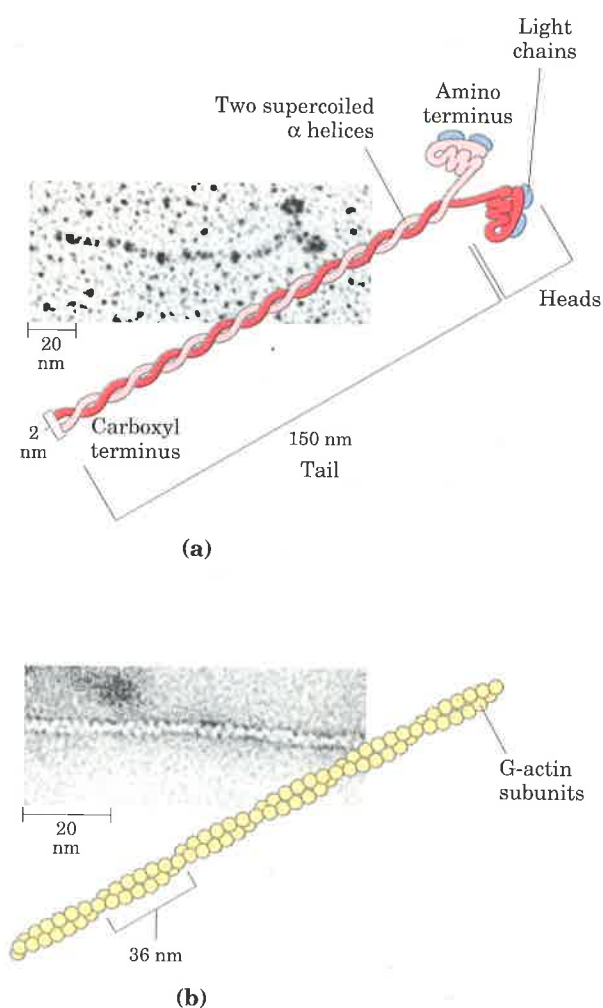 Light
chains
Amino
terminus
Two supercoiled
α helices
Heads
20
nm
2
nm
Carboxyl
terminus
150 nm
Tail
(a)
G-actin
subunits
20
nm
36 nm
(b)